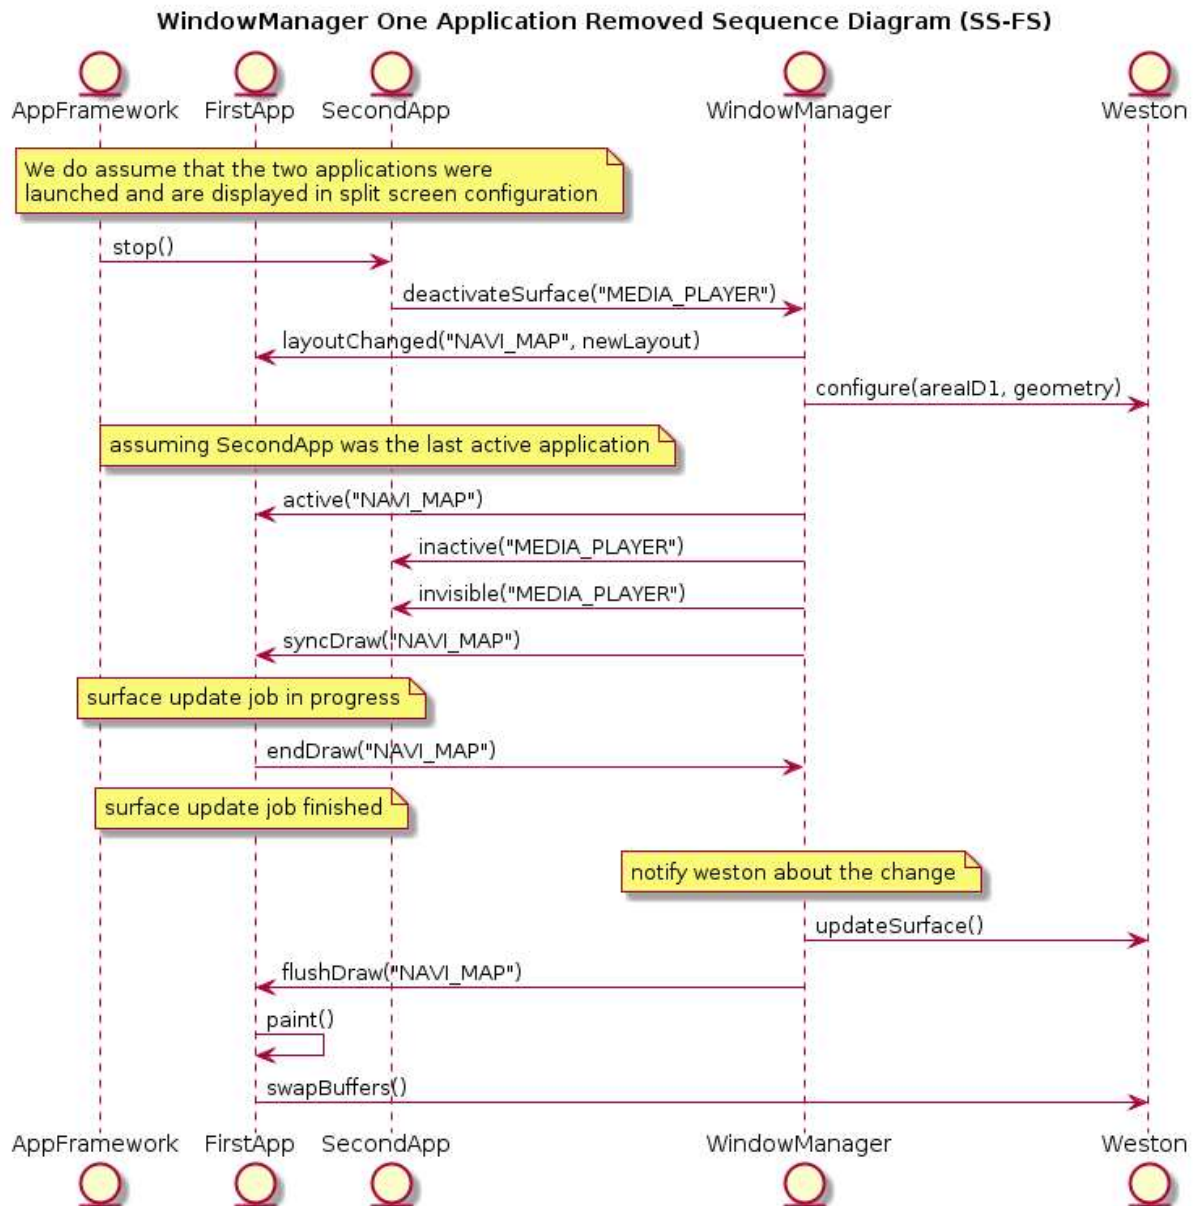 WindowManager One Application Removed Sequence Diagram (SS-FS)
AppFramework FirstApp SecondApp WindowManager Weston
We do assume that the two applications were
launched and are displayed in split screen configuration
stop()
deactivateSurface("MEDIA_PLAYER")
layoutChanged("NAVI_MAP", newLayout)
configure(areaID1, geometry)
assuming SecondApp was the last active application
active("NAVI_MAP")
inactive("MEDIA_PLAYER")
invisible("MEDIA_PLAYER")
syncDraw("NAVI_MAP")
surface update job in progress
endDraw("NAVI_MAP")
surface update job finished
notify weston about the change
updateSurface()
flushDraw("NAVI_MAP")
paint()
swapBuffers()
AppFramework FirstApp SecondApp WindowManager Weston